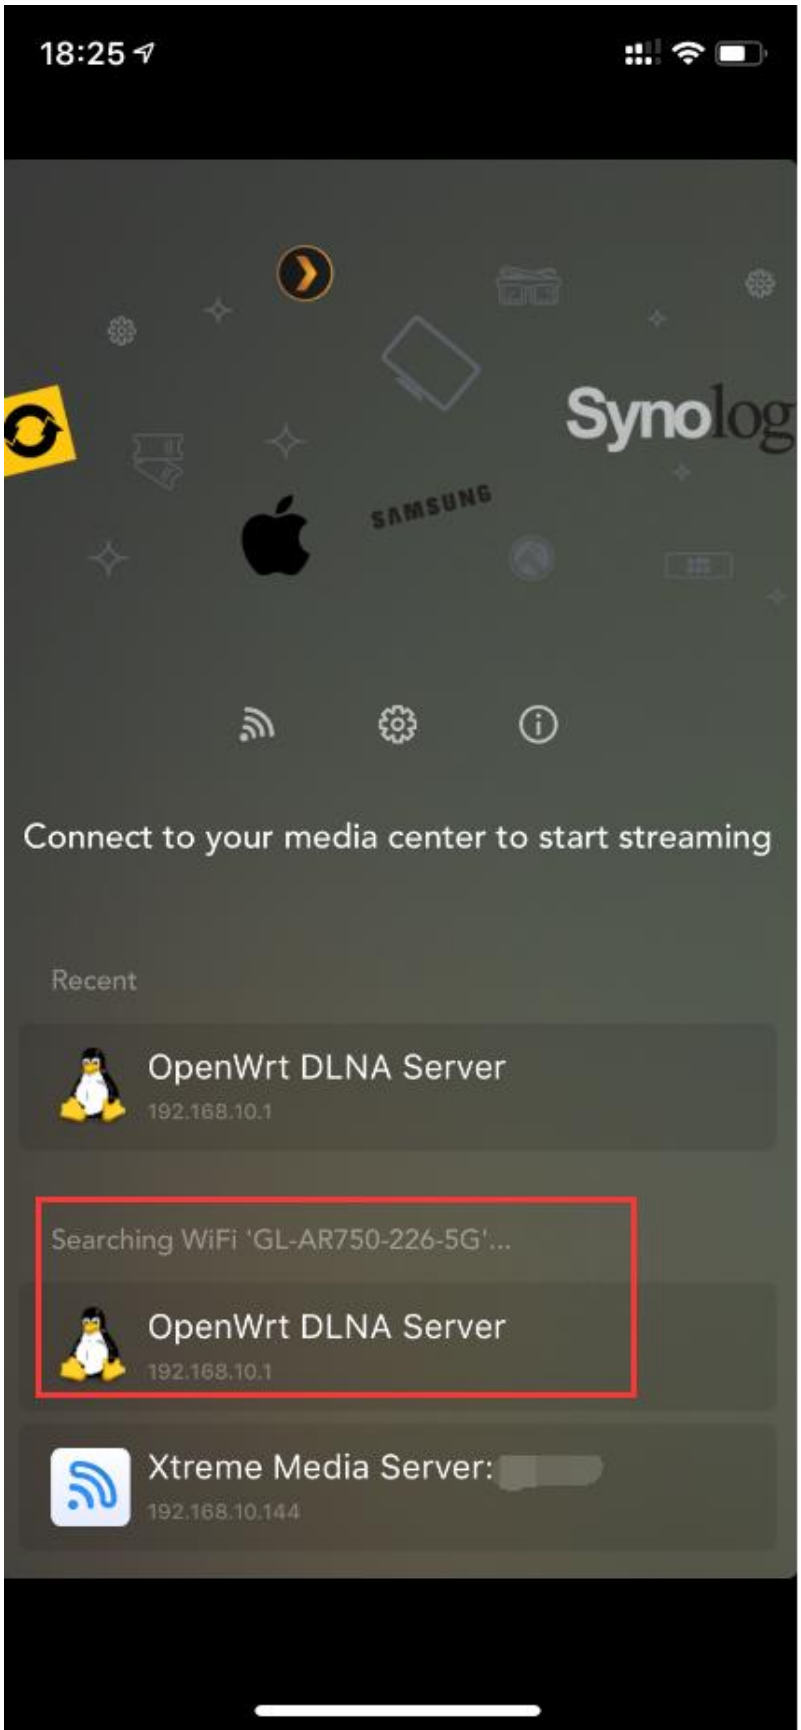 18:25
Synolog
SAMSUNG
Connect to your media center to start streaming
Recent
OpenWrt DLNA Server
192.168.10.1
Searching WiFi 'GL-AR750-226-5G'...
OpenWrt DLNA Server
192.168.10.1
Xtreme Media Server:
192.168.10.144